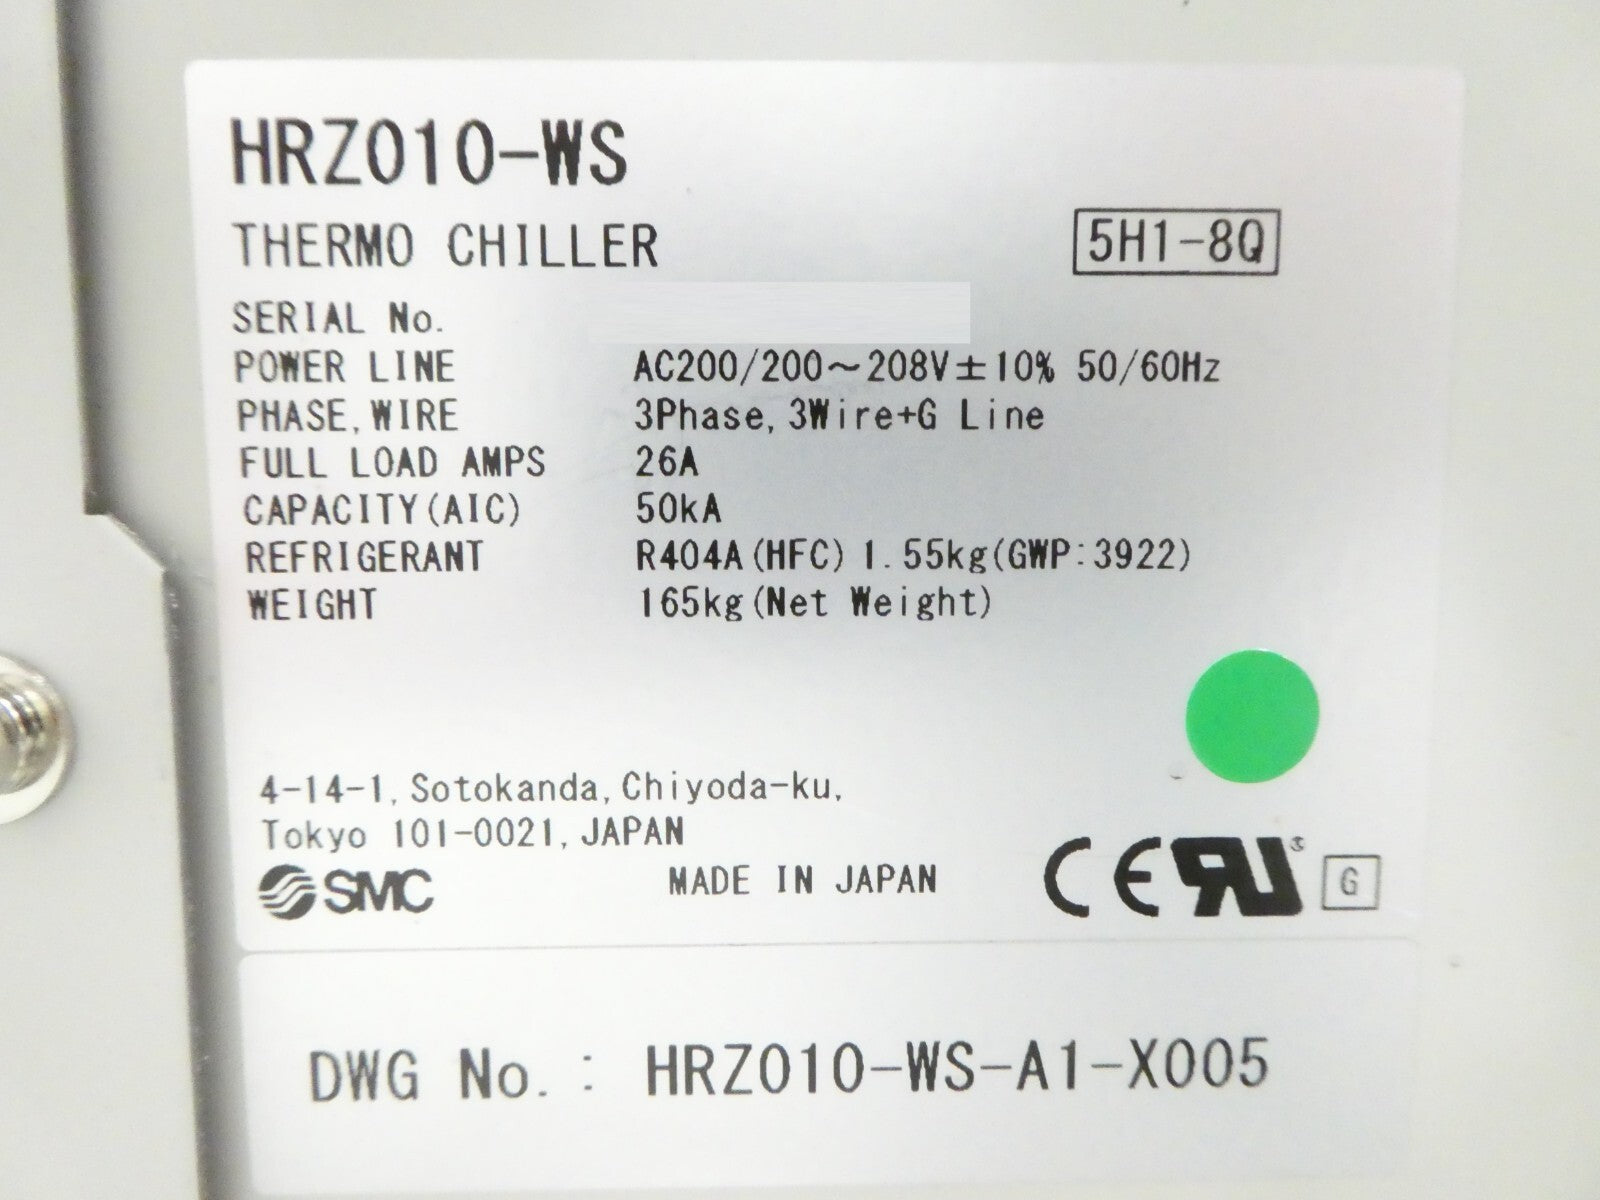 HRZ010-WS
THERMO CHILLER
5H1-8Q
SERIAL No.
POWER LINE AC200/200～208V±10% 50/60Hz
PHASE,WIRE 3Phase,3Wire+G Line
FULL LOAD AMPS 26A
CAPACITY(AIC) 50kA
REFRIGERANT R404A(HFC) 1.55kg(GWP:3922)
WEIGHT 165kg(Net Weight)
4-14-1,Sotokanda,Chiyoda-ku,
Tokyo 101-0021,JAPAN
SMC MADE IN JAPAN CE RU® G
DWG No.: HRZ010-WS-A1-X005